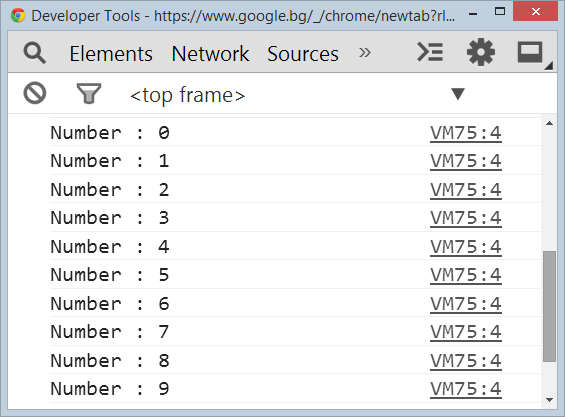 Developer Tools - https://www.google.bg/_/chrome/newtab?rl...
Elements Network Sources »
<top frame>
Number : 0 VM75:4
Number : 1 VM75:4
Number : 2 VM75:4
Number : 3 VM75:4
Number : 4 VM75:4
Number : 5 VM75:4
Number : 6 VM75:4
Number : 7 VM75:4
Number : 8 VM75:4
Number : 9 VM75:4